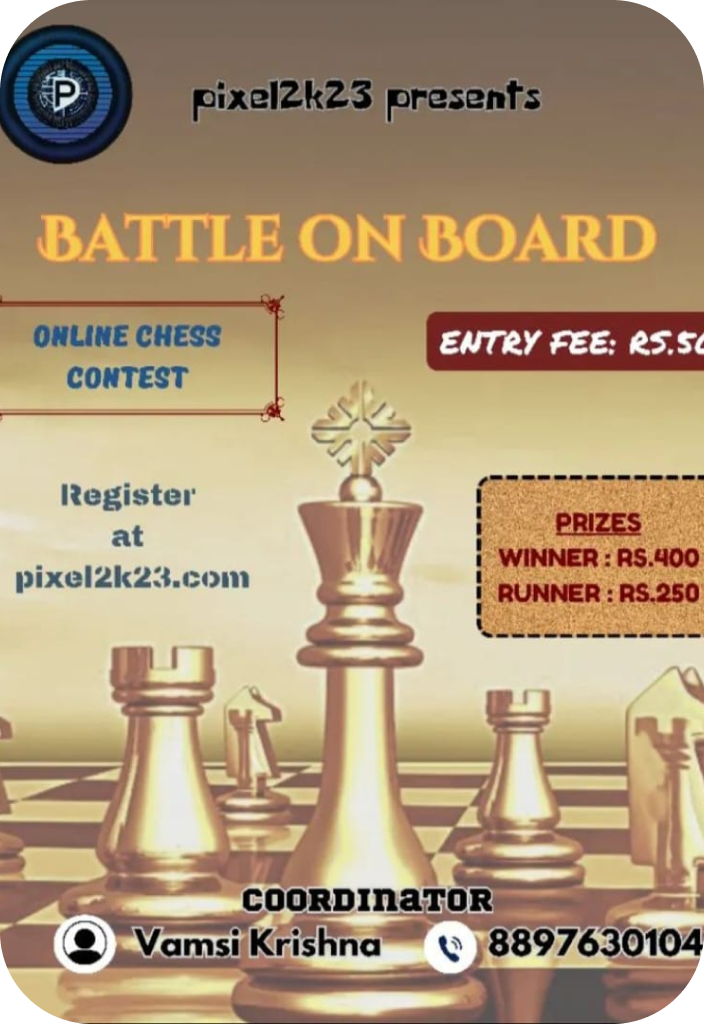 P
pixel2k23 presents
BATTLE ON BOARD
ONLINE CHESS
CONTEST
ENTRY FEE: RS.50
Register
at
pixel2k23.com
PRIZES
WINNER : RS.400
RUNNER : RS.250
COORDINATOR
Vamsi Krishna
8897630104